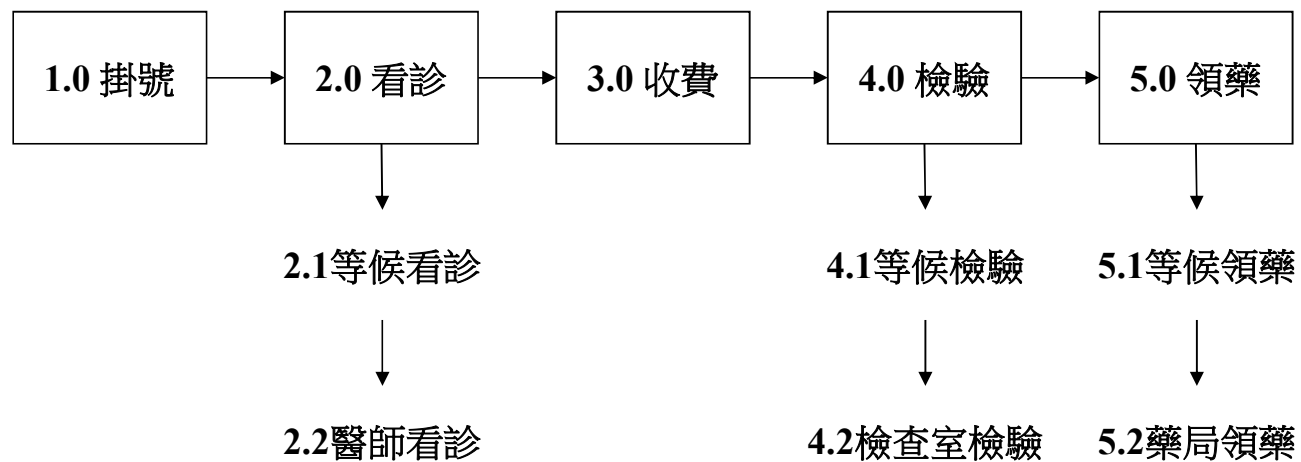 1.0 掛號
2.0 看診
3.0 收費
4.0 檢驗
5.0 領藥
2.1等候看診
4.1等候檢驗
5.1等候領藥
2.2醫師看診
4.2檢查室檢驗
5.2藥局領藥